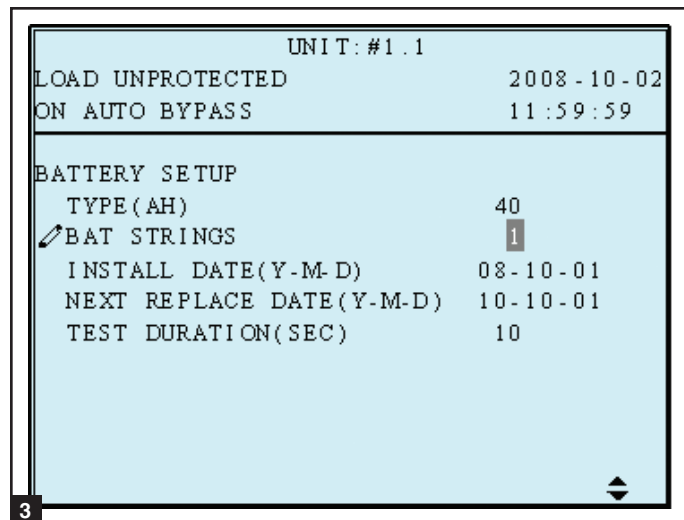 UNIT:#1.1
LOAD UNPROTECTED 2008-10-02
ON AUTO BYPASS 11:59:59
BATTERY SETUP
TYPE(AH) 40
BAT STRINGS 1
INSTALL DATE(Y-M-D) 08-10-01
NEXT REPLACE DATE(Y-M-D) 10-10-01
TEST DURATION(SEC) 10
3